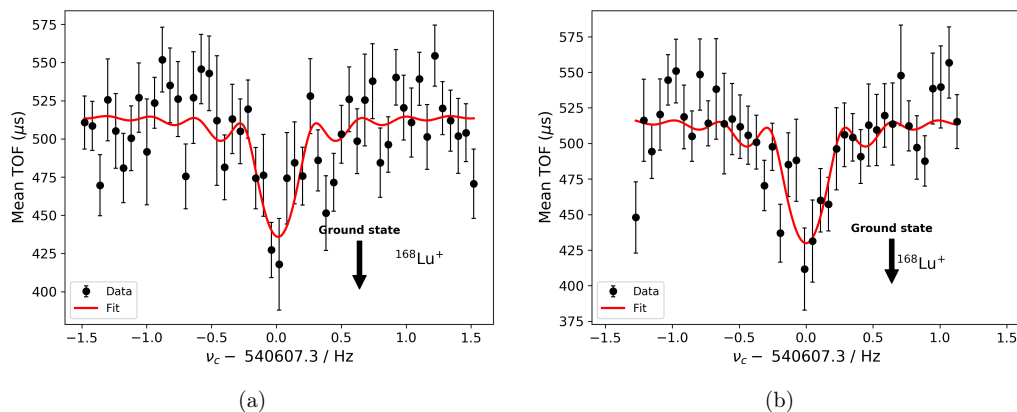 575
550
525
500
475
450
425
400
Mean TOF (μs)
Ground state
¹⁶⁸Lu⁺
Data
Fit
−1.5 −1.0 −0.5 0.0 0.5 1.0 1.5
ν_c − 540607.3 / Hz
(a)
575
550
525
500
475
450
425
400
375
Mean TOF (μs)
Ground state
¹⁶⁸Lu⁺
Data
Fit
−1.5 −1.0 −0.5 0.0 0.5 1.0 1.5
ν_c − 540607.3 / Hz
(b)